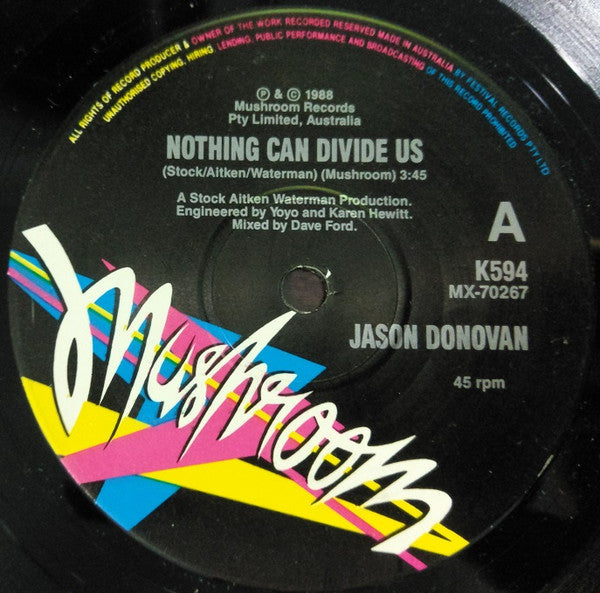 ALL RIGHTS OF RECORD PRODUCER & OWNER OF THE WORK RECORDED RESERVED MADE IN AUSTRALIA BY FESTIVAL RECORDS PTY LTD
UNAUTHORISED COPYING, HIRING LENDING, PUBLIC PERFORMANCE AND BROADCASTING OF THIS RECORD PROHIBITED
℗ & © 1988
Mushroom Records
Pty Limited, Australia
NOTHING CAN DIVIDE US
(Stock/Aitken/Waterman) (Mushroom) 3:45
A Stock Aitken Waterman Production.
Engineered by Yoyo and Karen Hewitt.
Mixed by Dave Ford.
A
K594
MX-70267
JASON DONOVAN
45 rpm
Mushroom